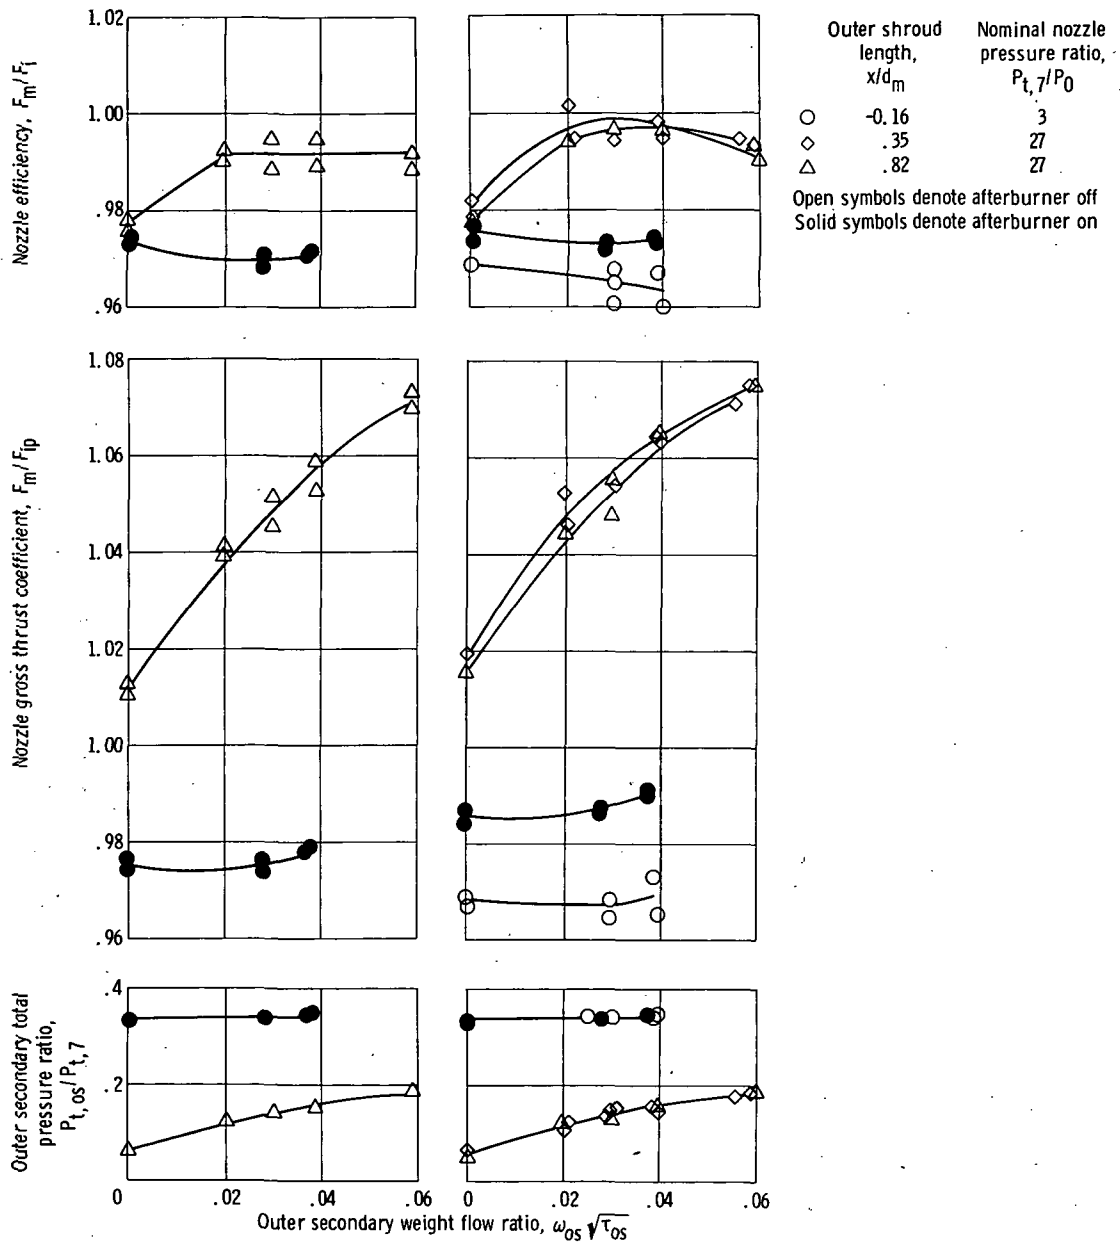 Outer shroud
length,
x/d_m
Nominal nozzle
pressure ratio,
P_t,7/P_0
-0.16 3
.35 27
.82 27
Open symbols denote afterburner off
Solid symbols denote afterburner on
Nozzle efficiency, F_m/F_i
1.02
1.00
.98
.96
Nozzle gross thrust coefficient, F_m/F_ip
1.08
1.06
1.04
1.02
1.00
.98
.96
Outer secondary total
pressure ratio,
P_t,os/P_t,7
.4
.2
0
0 .02 .04 .06
0 .02 .04 .06
Outer secondary weight flow ratio, ω_os √τ_os